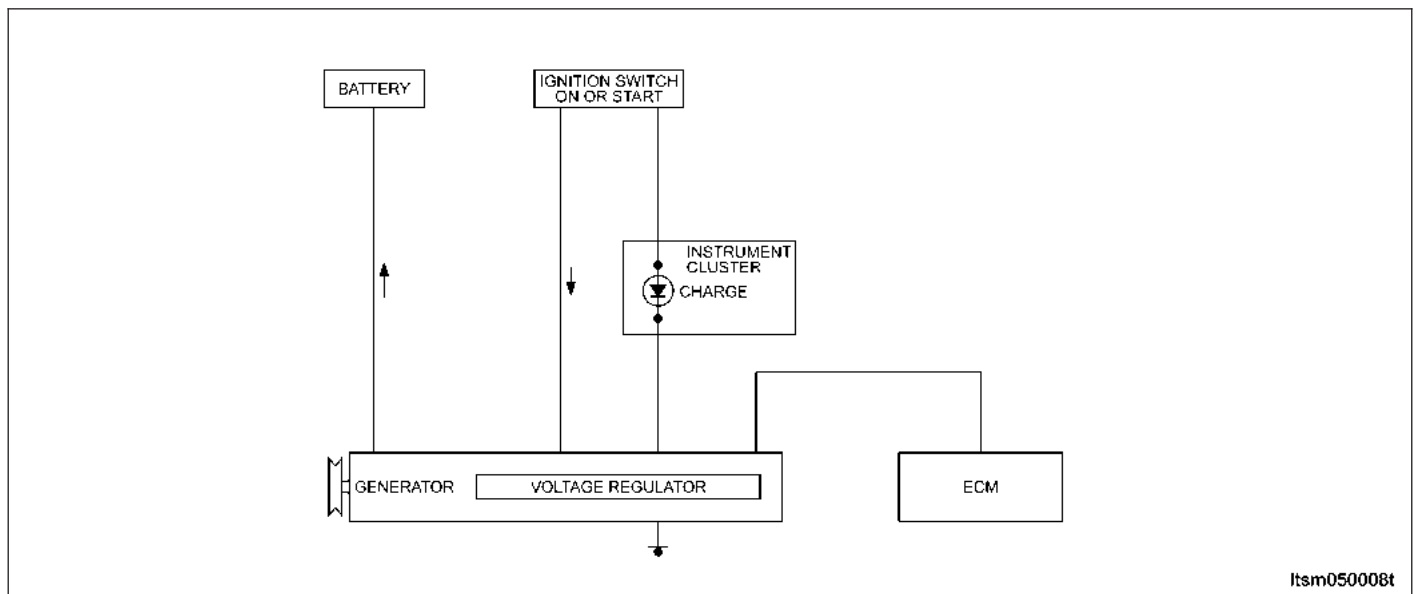 BATTERY
IGNITION SWITCH
ON OR START
INSTRUMENT
CLUSTER
CHARGE
GENERATOR
VOLTAGE REGULATOR
ECM
ltsm050008t